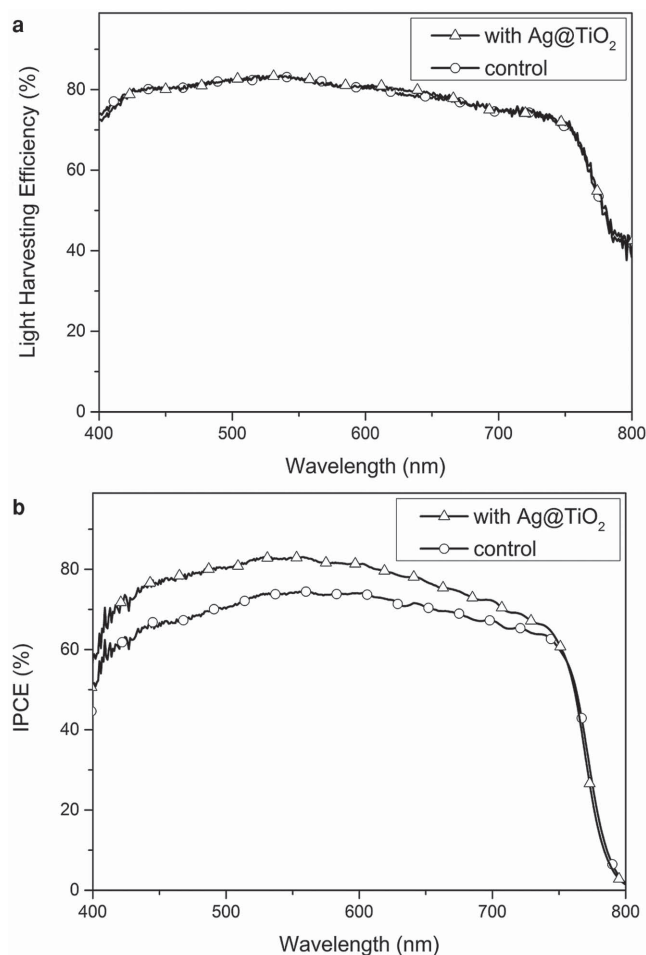 a
with Ag@TiO₂
control
Light Harvesting Efficiency (%)
80
60
40
20
0
400 500 600 700 800
Wavelength (nm)
b
with Ag@TiO₂
control
IPCE (%)
80
60
40
20
0
400 500 600 700 800
Wavelength (nm)